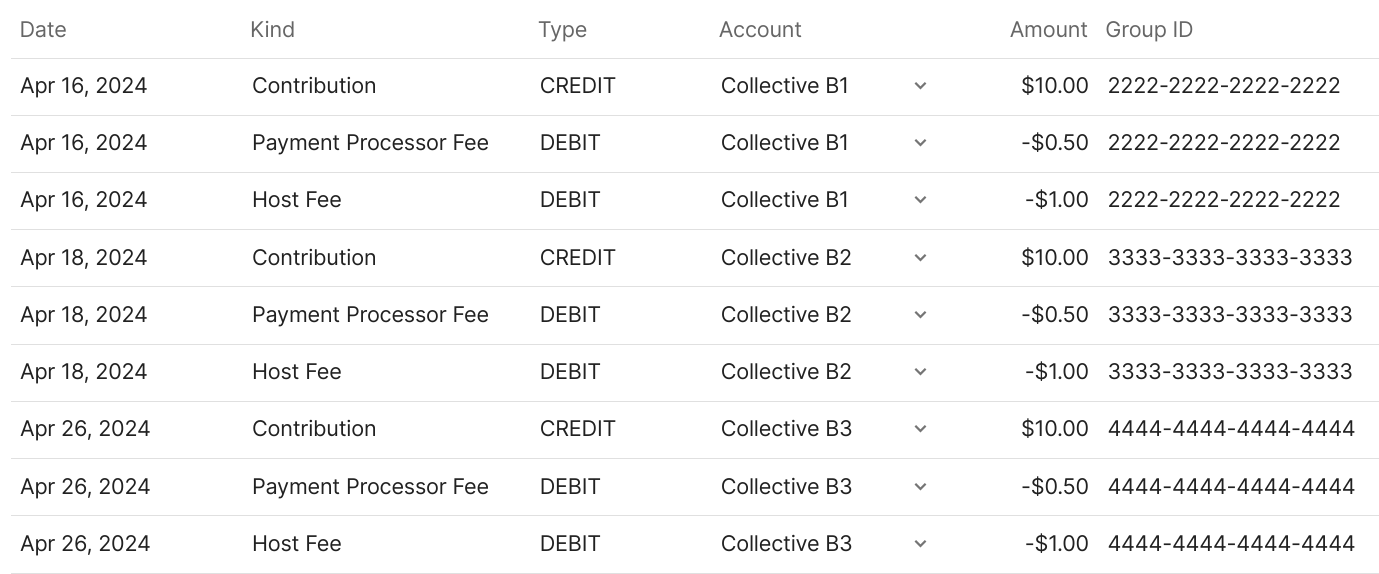 Date Kind Type Account Amount Group ID
Apr 16, 2024 Contribution CREDIT Collective B1 $10.00 2222-2222-2222-2222
Apr 16, 2024 Payment Processor Fee DEBIT Collective B1 -$0.50 2222-2222-2222-2222
Apr 16, 2024 Host Fee DEBIT Collective B1 -$1.00 2222-2222-2222-2222
Apr 18, 2024 Contribution CREDIT Collective B2 $10.00 3333-3333-3333-3333
Apr 18, 2024 Payment Processor Fee DEBIT Collective B2 -$0.50 3333-3333-3333-3333
Apr 18, 2024 Host Fee DEBIT Collective B2 -$1.00 3333-3333-3333-3333
Apr 26, 2024 Contribution CREDIT Collective B3 $10.00 4444-4444-4444-4444
Apr 26, 2024 Payment Processor Fee DEBIT Collective B3 -$0.50 4444-4444-4444-4444
Apr 26, 2024 Host Fee DEBIT Collective B3 -$1.00 4444-4444-4444-4444